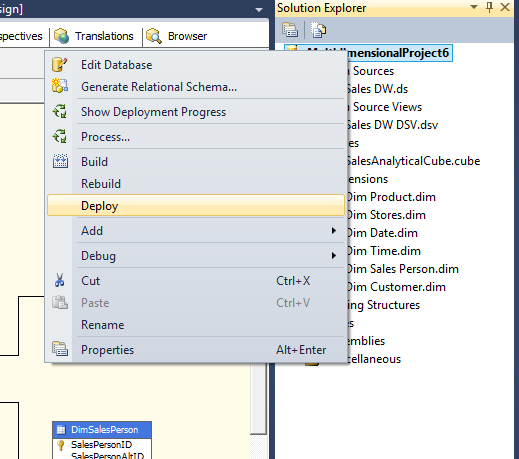 sign]
Solution Explorer
spectives Translations Browser
MultidimensionalProject6
Edit Database
Sources
Generate Relational Schema...
Sales DW.ds
Show Deployment Progress
Source Views
Sales DW DSV.dsv
Process...
es
Build
SalesAnalyticalCube.cube
Rebuild
ensions
Dim Product.dim
Deploy
Dim Stores.dim
Add
Dim Date.dim
Dim Time.dim
Debug
Dim Sales Person.dim
Cut Ctrl+X
Dim Customer.dim
Paste Ctrl+V
ing Structures
Rename
es
emblies
Properties Alt+Enter
cellaneous
DimSalesPerson
SalesPersonID
SalesPersonAltID